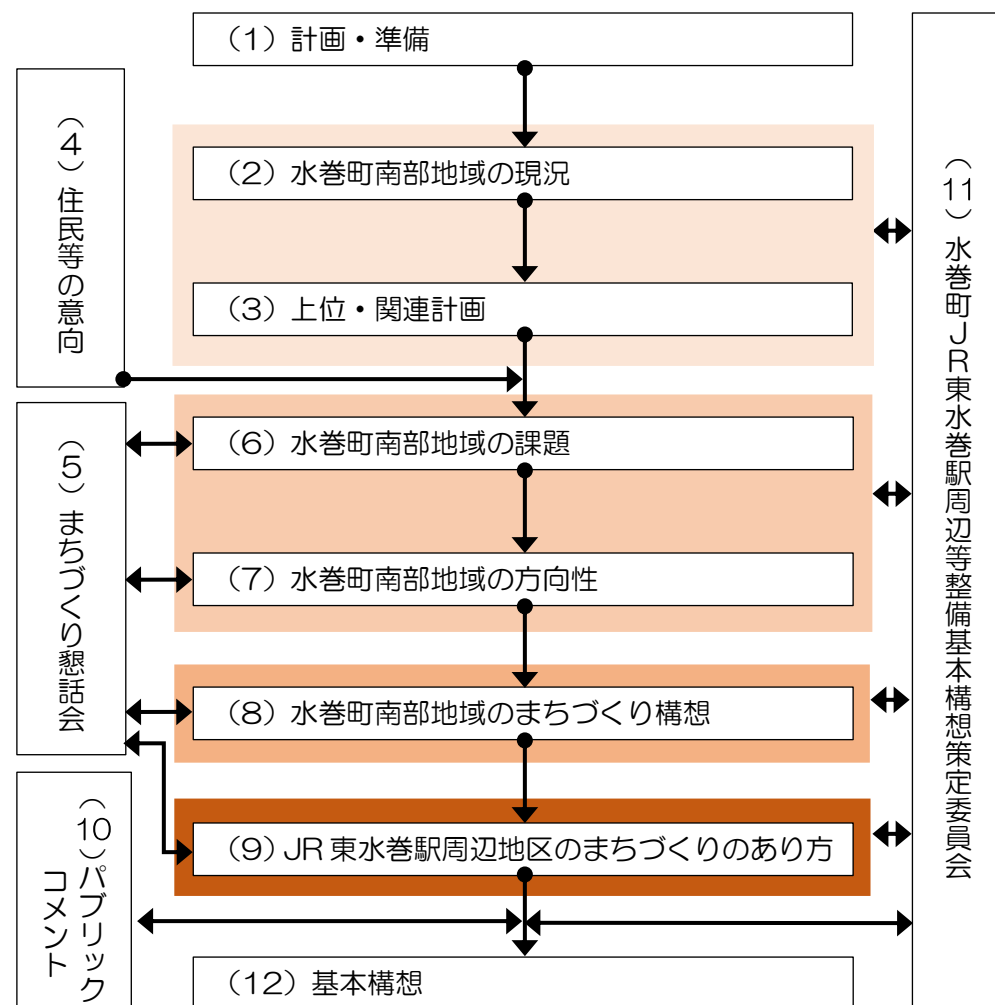 （1）計画・準備
（2）水巻町南部地域の現況
（3）上位・関連計画
（4）住民等の意向
（5）まちづくり懇話会
（6）水巻町南部地域の課題
（7）水巻町南部地域の方向性
（8）水巻町南部地域のまちづくり構想
（9）JR東水巻駅周辺地区のまちづくりのあり方
（10）パブリック
コメント
（11）水巻町JR東水巻駅周辺等整備基本構想策定委員会
（12）基本構想